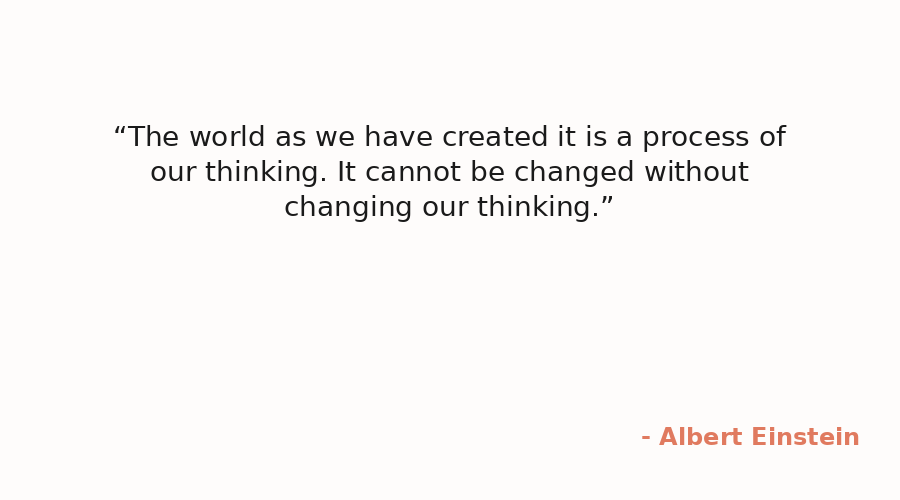 “The world as we have created it is a process of
our thinking. It cannot be changed without
changing our thinking.”
- Albert Einstein